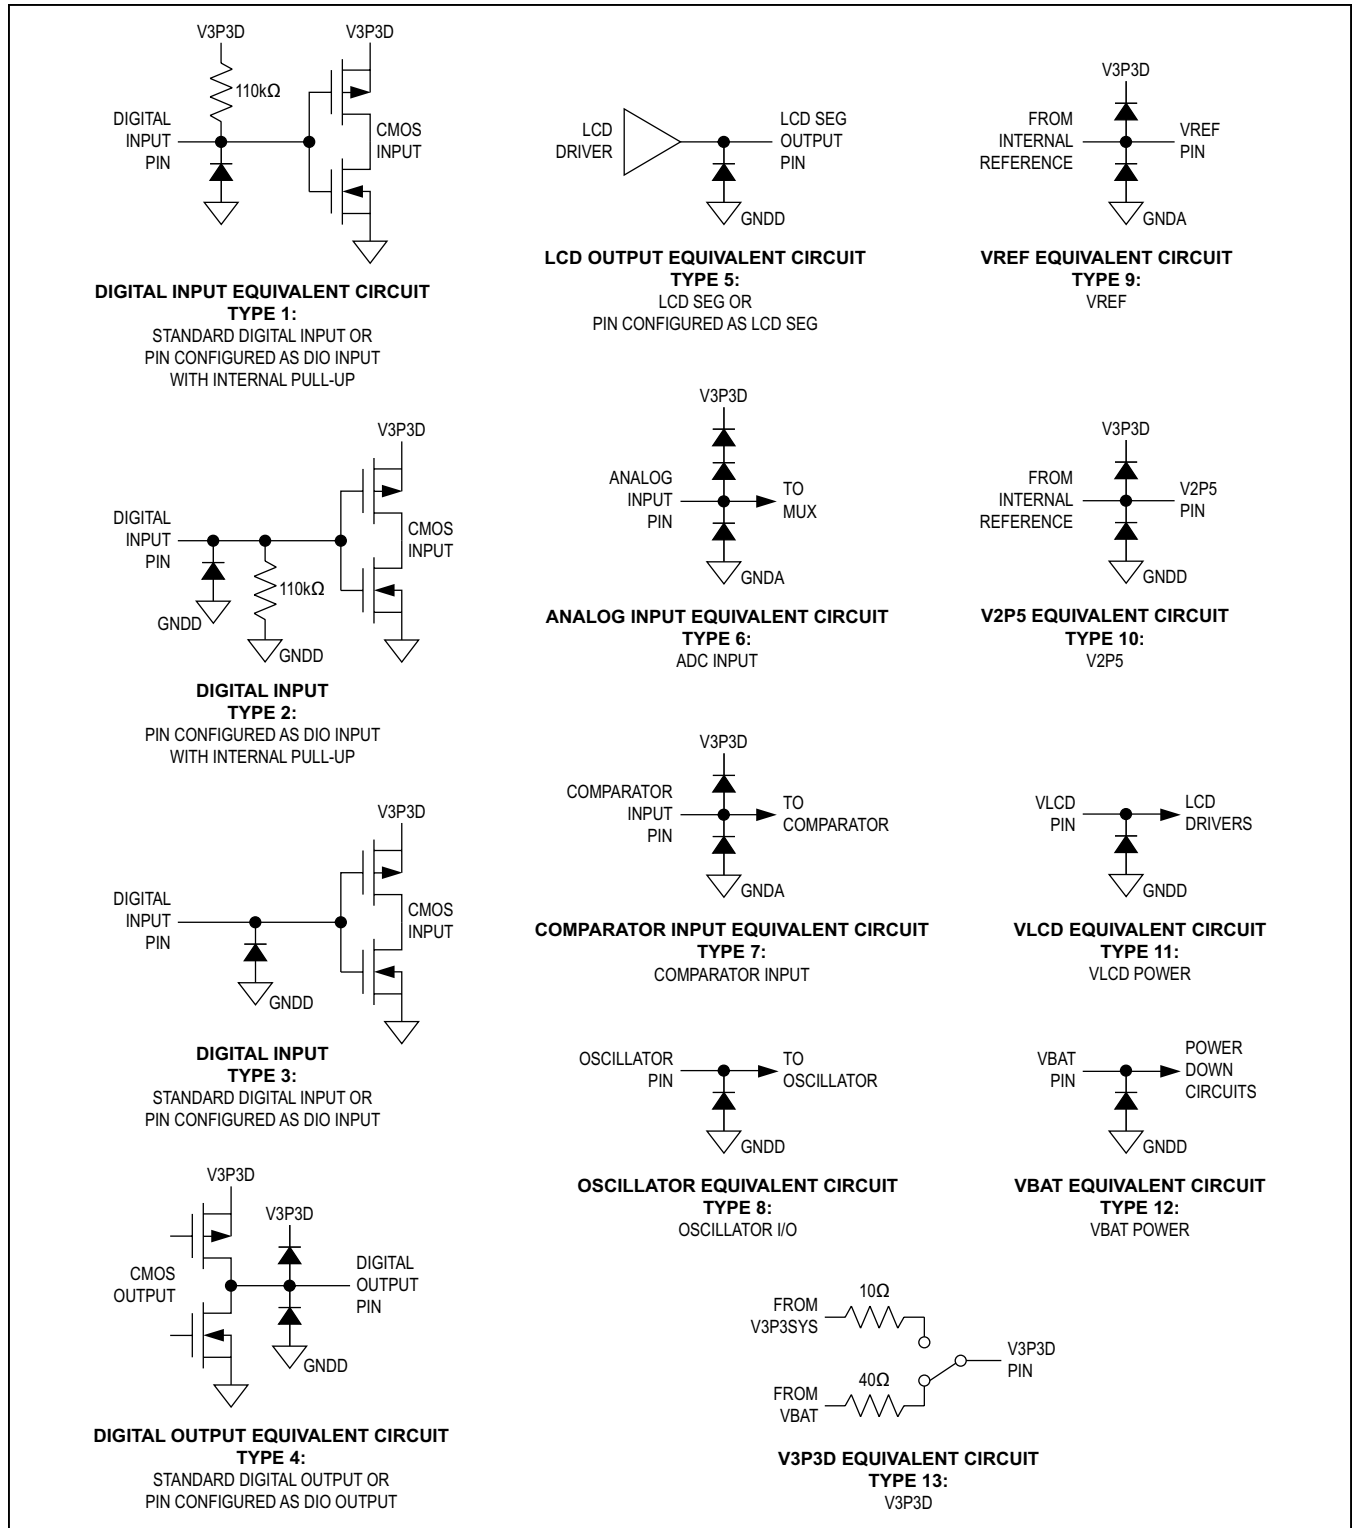 V3P3D
V3P3D
110kΩ
DIGITAL
INPUT
PIN
CMOS
INPUT
DIGITAL INPUT EQUIVALENT CIRCUIT
TYPE 1:
STANDARD DIGITAL INPUT OR
PIN CONFIGURED AS DIO INPUT
WITH INTERNAL PULL-UP
V3P3D
DIGITAL
INPUT
PIN
CMOS
INPUT
110kΩ
GNDD
GNDD
DIGITAL INPUT
TYPE 2:
PIN CONFIGURED AS DIO INPUT
WITH INTERNAL PULL-UP
V3P3D
DIGITAL
INPUT
PIN
CMOS
INPUT
GNDD
DIGITAL INPUT
TYPE 3:
STANDARD DIGITAL INPUT OR
PIN CONFIGURED AS DIO INPUT
V3P3D
V3P3D
CMOS
OUTPUT
DIGITAL
OUTPUT
PIN
GNDD
DIGITAL OUTPUT EQUIVALENT CIRCUIT
TYPE 4:
STANDARD DIGITAL OUTPUT OR
PIN CONFIGURED AS DIO OUTPUT
LCD
DRIVER
LCD SEG
OUTPUT
PIN
GNDD
LCD OUTPUT EQUIVALENT CIRCUIT
TYPE 5:
LCD SEG OR
PIN CONFIGURED AS LCD SEG
V3P3D
ANALOG
INPUT
PIN
TO
MUX
GNDA
ANALOG INPUT EQUIVALENT CIRCUIT
TYPE 6:
ADC INPUT
V3P3D
COMPARATOR
INPUT
PIN
TO
COMPARATOR
GNDA
COMPARATOR INPUT EQUIVALENT CIRCUIT
TYPE 7:
COMPARATOR INPUT
OSCILLATOR
PIN
TO
OSCILLATOR
GNDD
OSCILLATOR EQUIVALENT CIRCUIT
TYPE 8:
OSCILLATOR I/O
V3P3D
FROM
INTERNAL
REFERENCE
VREF
PIN
GNDA
VREF EQUIVALENT CIRCUIT
TYPE 9:
VREF
V3P3D
FROM
INTERNAL
REFERENCE
V2P5
PIN
GNDD
V2P5 EQUIVALENT CIRCUIT
TYPE 10:
V2P5
VLCD
PIN
LCD
DRIVERS
GNDD
VLCD EQUIVALENT CIRCUIT
TYPE 11:
VLCD POWER
VBAT
PIN
POWER
DOWN
CIRCUITS
GNDD
VBAT EQUIVALENT CIRCUIT
TYPE 12:
VBAT POWER
10Ω
FROM
V3P3SYS
V3P3D
PIN
40Ω
FROM
VBAT
V3P3D EQUIVALENT CIRCUIT
TYPE 13:
V3P3D